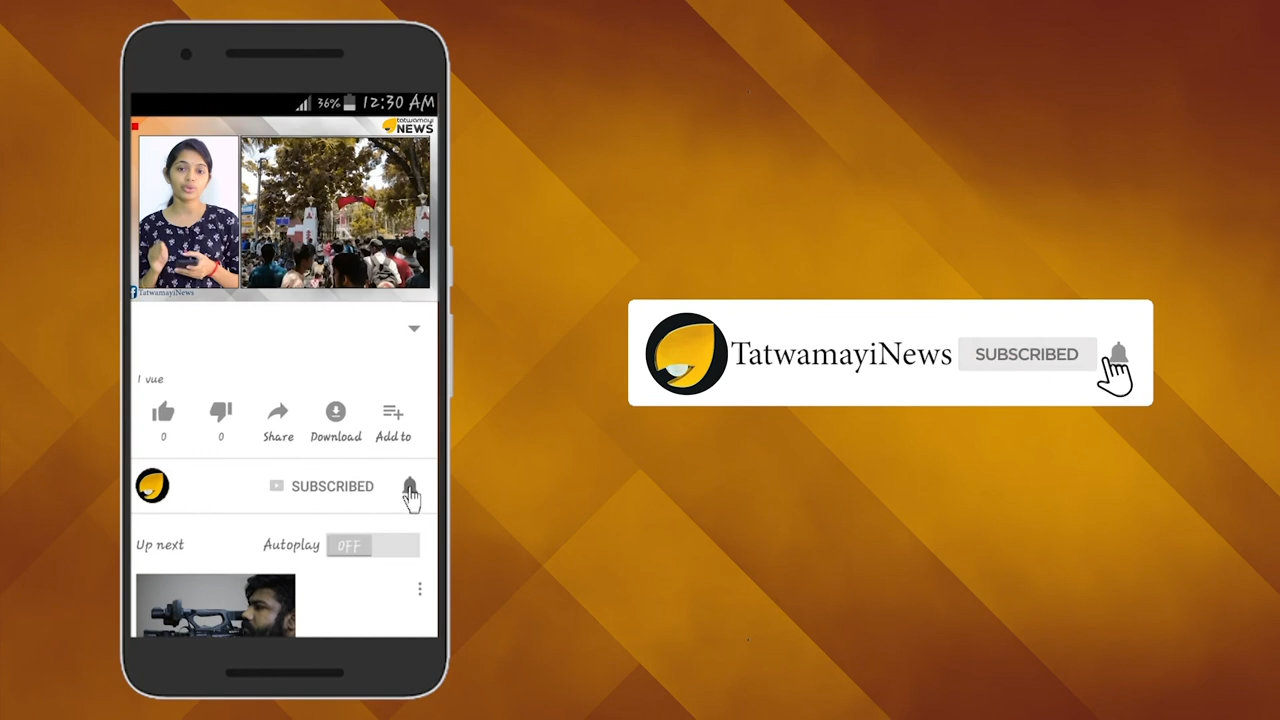 36% 12:30 AM
tatwamayi
NEWS
TatwamayiNews
1 vue
0 0 Share Download Add to
SUBSCRIBED
Up next Autoplay OFF
TatwamayiNews SUBSCRIBED